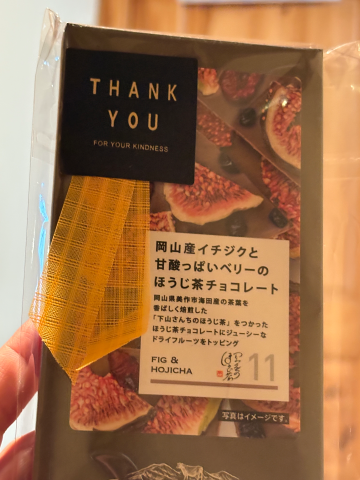 THANK
YOU
FOR YOUR KINDNESS
岡山産イチジクと
甘酸っぱいベリーの
ほうじ茶チョコレート
岡山県美作市海田産の茶葉を
香ばしく焙煎した
「下山さんちのほうじ茶」をつかった
ほうじ茶チョコレートにジューシーな
ドライフルーツをトッピング
FIG &
HOJICHA
11
写真はイメージです。